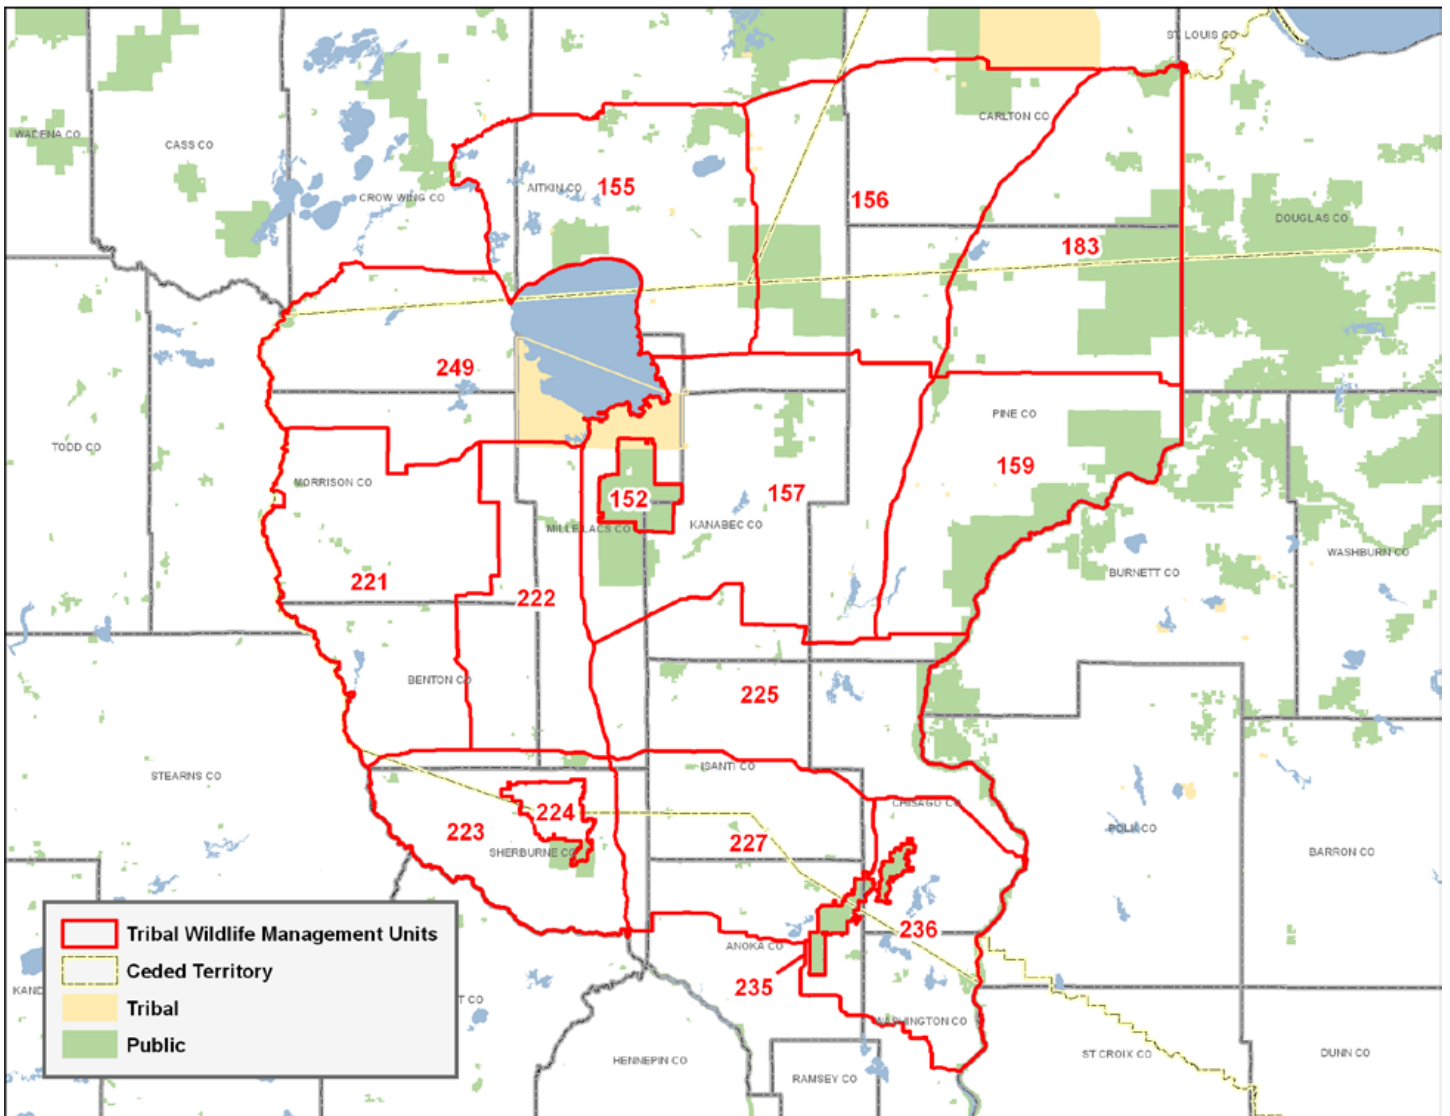 ST LOUIS CO
CARLTON CO
WADENA CO
CASS CO
AITKIN CO
155
CROW WING CO
156
DOUGLAS CO
183
249
PINE CO
TODD CO
159
MORRISON CO
152
157
MILLE LACS CO
KANABEC CO
WASHBURN CO
BURNETT CO
221
222
BENTON CO
225
STEARNS CO
ISANTI CO
CHISAGO CO
224
223
227
POLK CO
SHERBURNE CO
BARRON CO
236
ANOKA CO
235
KAND
T CO
WASHINGTON CO
HENNEPIN CO
RAMSEY CO
ST CROIX CO
DUNN CO
Tribal Wildlife Management Units
Ceded Territory
Tribal
Public